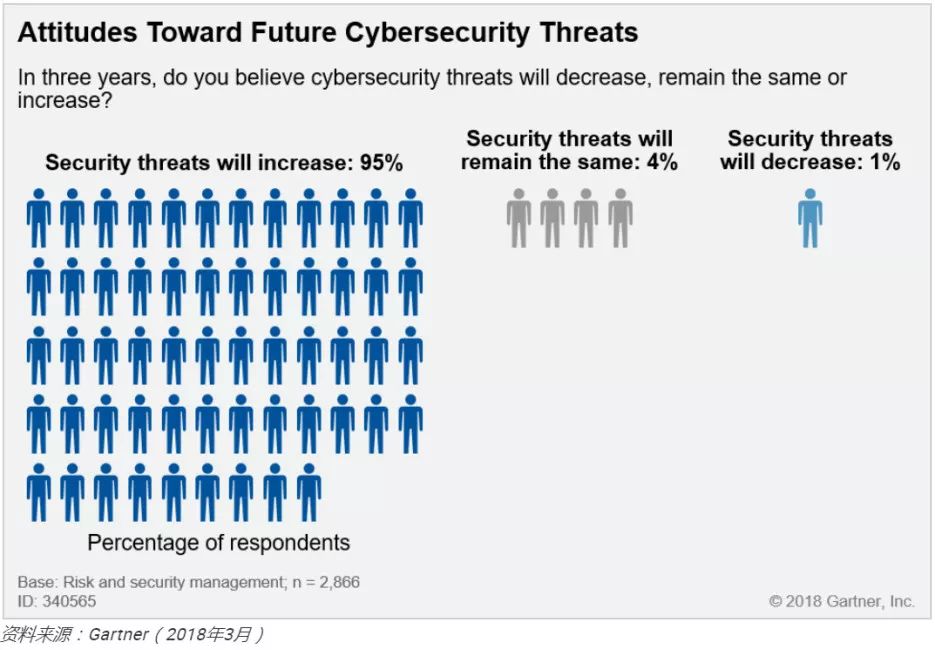 Attitudes Toward Future Cybersecurity Threats
In three years, do you believe cybersecurity threats will decrease, remain the same or
increase?
Security threats will increase: 95%
Security threats will
remain the same: 4%
Security threats
will decrease: 1%
Percentage of respondents
Base: Risk and security management; n = 2,866
ID: 340565
© 2018 Gartner, Inc.
资料来源：Gartner（2018年3月）